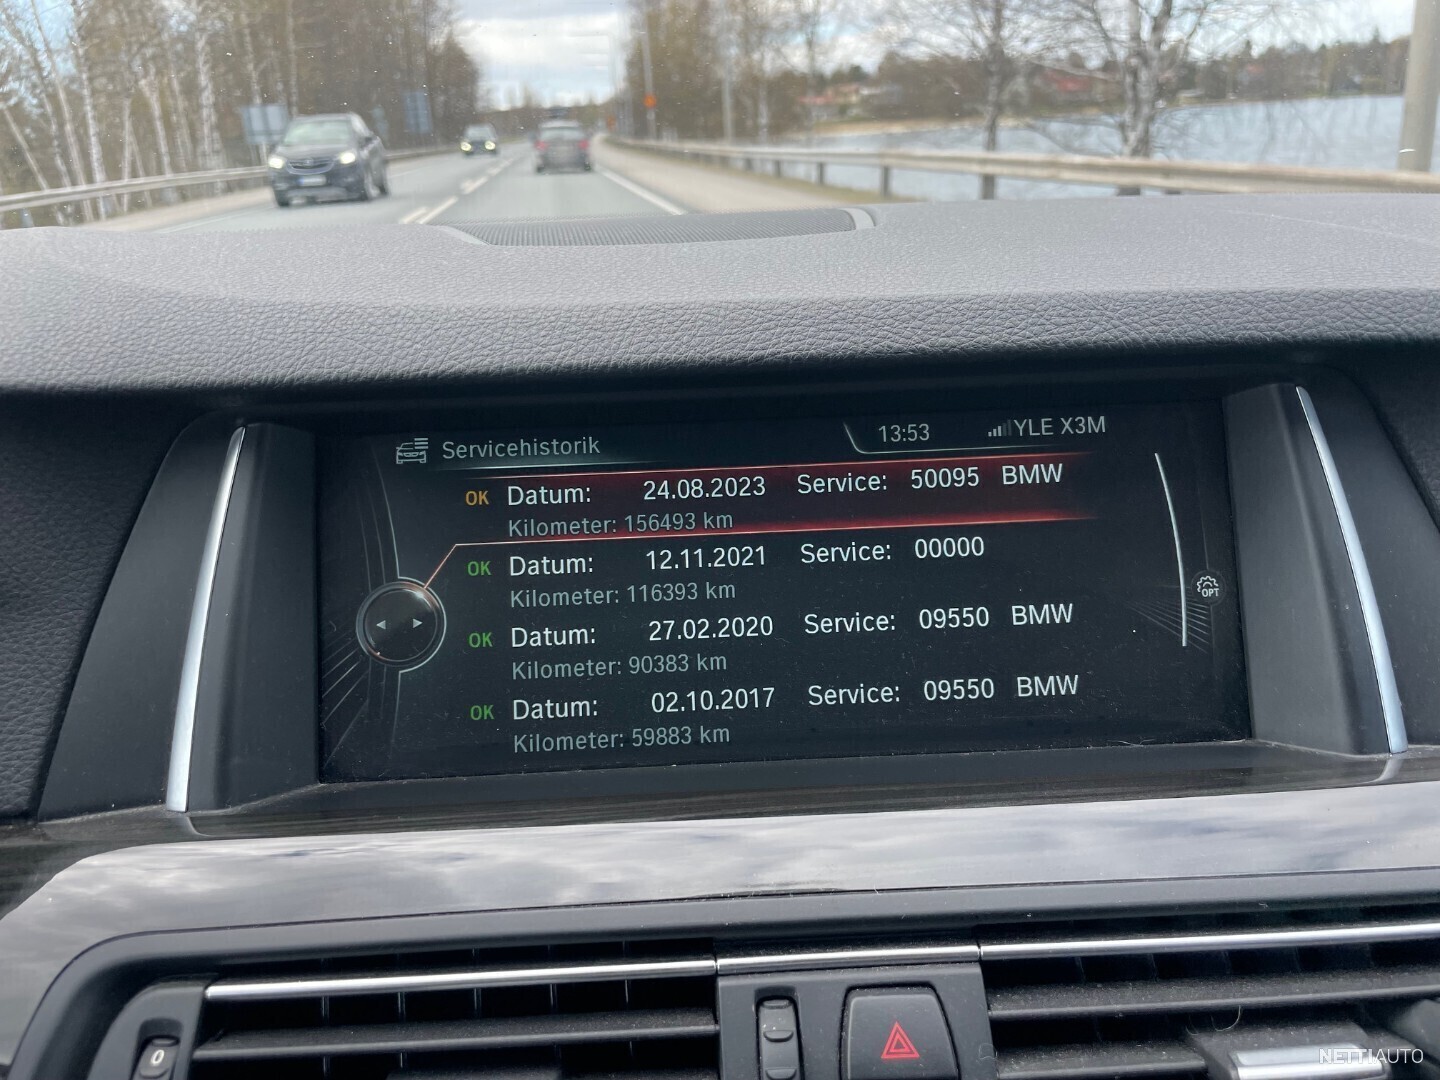 Servicehistorik
13:53
YLE X3M
OK Datum: 24.08.2023 Service: 50095 BMW
Kilometer: 156493 km
OK Datum: 12.11.2021 Service: 00000
Kilometer: 116393 km
OK Datum: 27.02.2020 Service: 09550 BMW
Kilometer: 90383 km
OK Datum: 02.10.2017 Service: 09550 BMW
Kilometer: 59883 km
OPT
0
NETTIAUTO